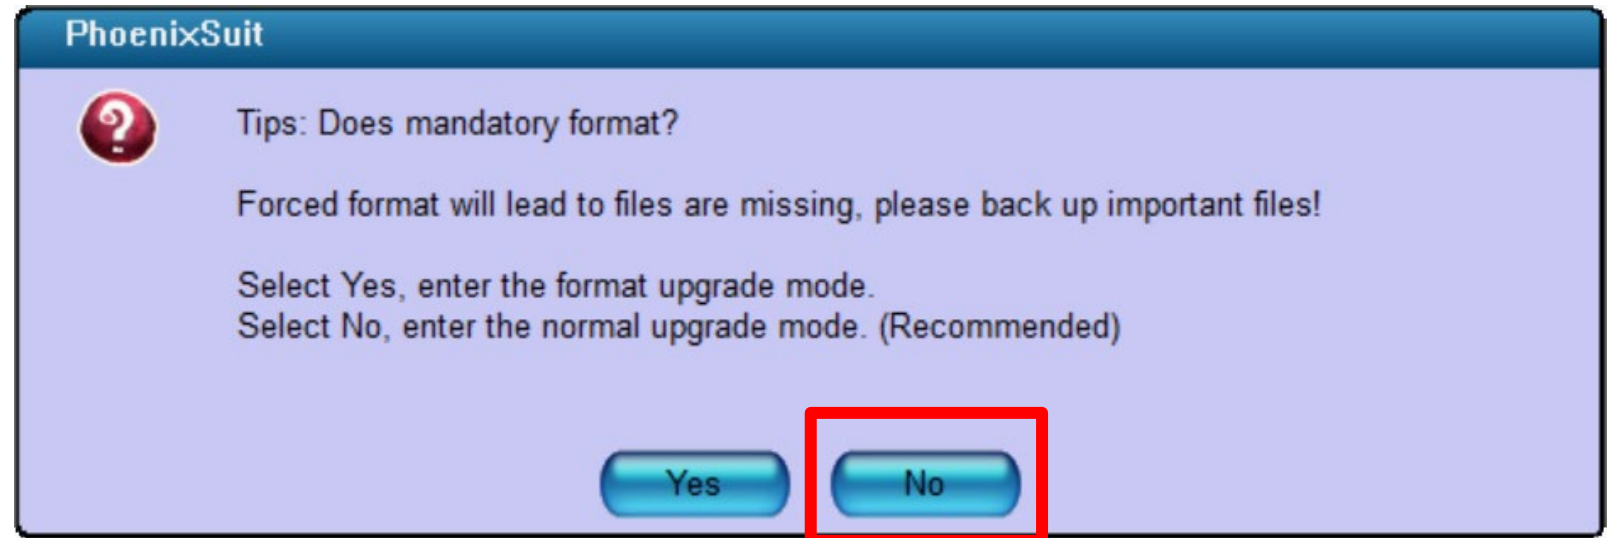 PhoenixSuit
Tips: Does mandatory format?
Forced format will lead to files are missing, please back up important files!
Select Yes, enter the format upgrade mode.
Select No, enter the normal upgrade mode. (Recommended)
Yes No